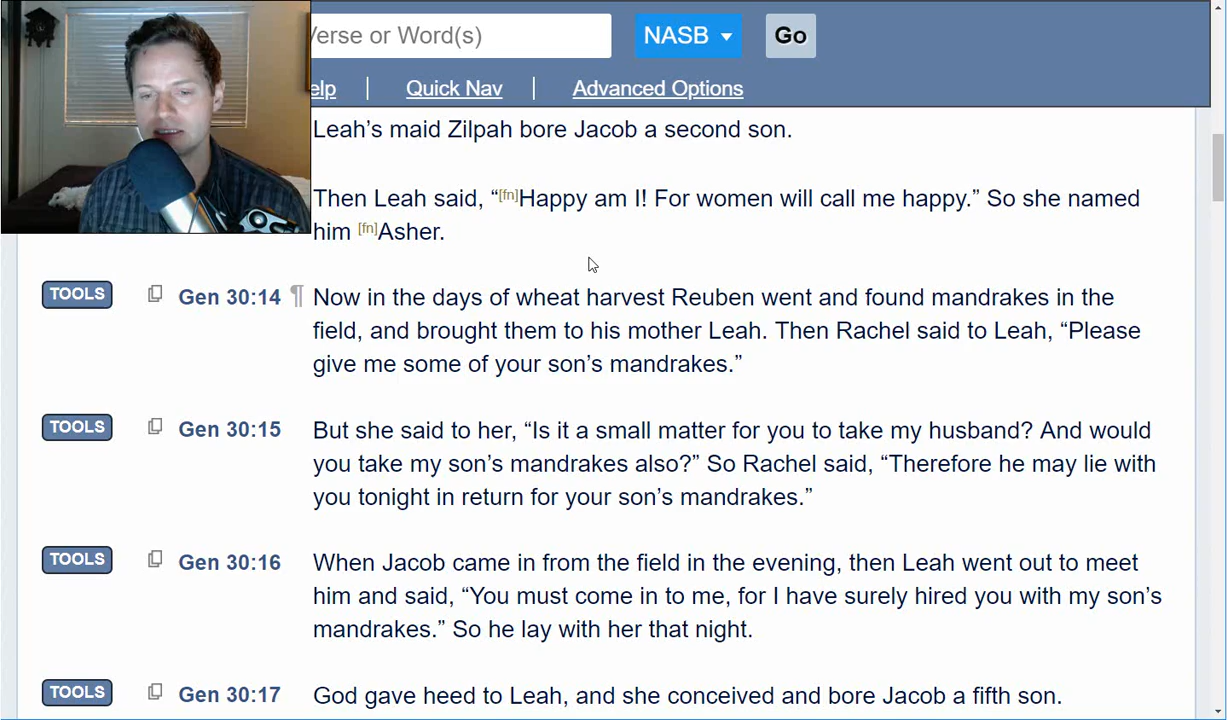 Verse or Word(s)
NASB
Go
elp | Quick Nav | Advanced Options
Leah’s maid Zilpah bore Jacob a second son.
Then Leah said, “[fn]Happy am I! For women will call me happy.” So she named
him [fn]Asher.
TOOLS Gen 30:14 ¶ Now in the days of wheat harvest Reuben went and found mandrakes in the
field, and brought them to his mother Leah. Then Rachel said to Leah, “Please
give me some of your son’s mandrakes.”
TOOLS Gen 30:15 But she said to her, “Is it a small matter for you to take my husband? And would
you take my son’s mandrakes also?” So Rachel said, “Therefore he may lie with
you tonight in return for your son’s mandrakes.”
TOOLS Gen 30:16 When Jacob came in from the field in the evening, then Leah went out to meet
him and said, “You must come in to me, for I have surely hired you with my son’s
mandrakes.” So he lay with her that night.
TOOLS Gen 30:17 God gave heed to Leah, and she conceived and bore Jacob a fifth son.